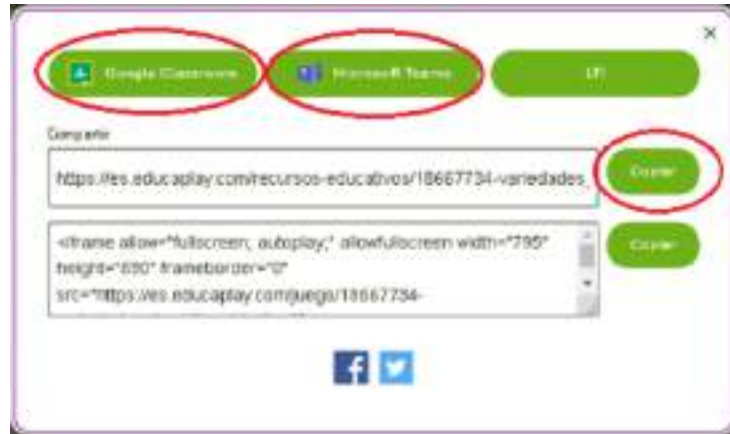 Google Classroom
Microsoft Teams
LTI
Compartir
https://es.educaplay.com/recursos-educativos/18667734-variedades_
Copiar
<iframe allow="fullscreen; autoplay;" allowfullscreen width="795"
height="690" frameborder="0"
src="https://es.educaplay.com/juego/18667734-
Copiar